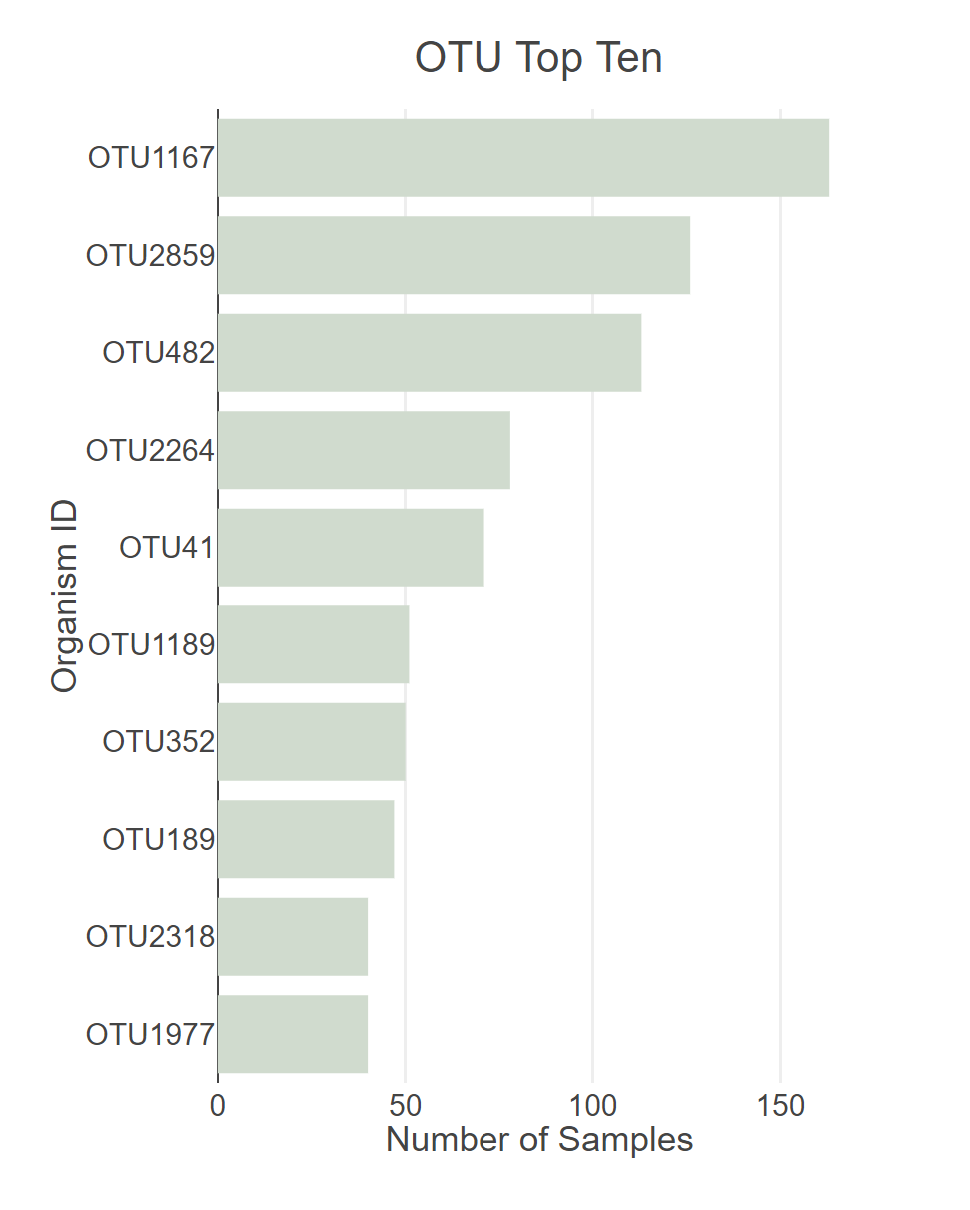 OTU Top Ten
OTU1167
OTU2859
OTU482
OTU2264
OTU41
OTU1189
OTU352
OTU189
OTU2318
OTU1977
Organism ID
0 50 100 150
Number of Samples